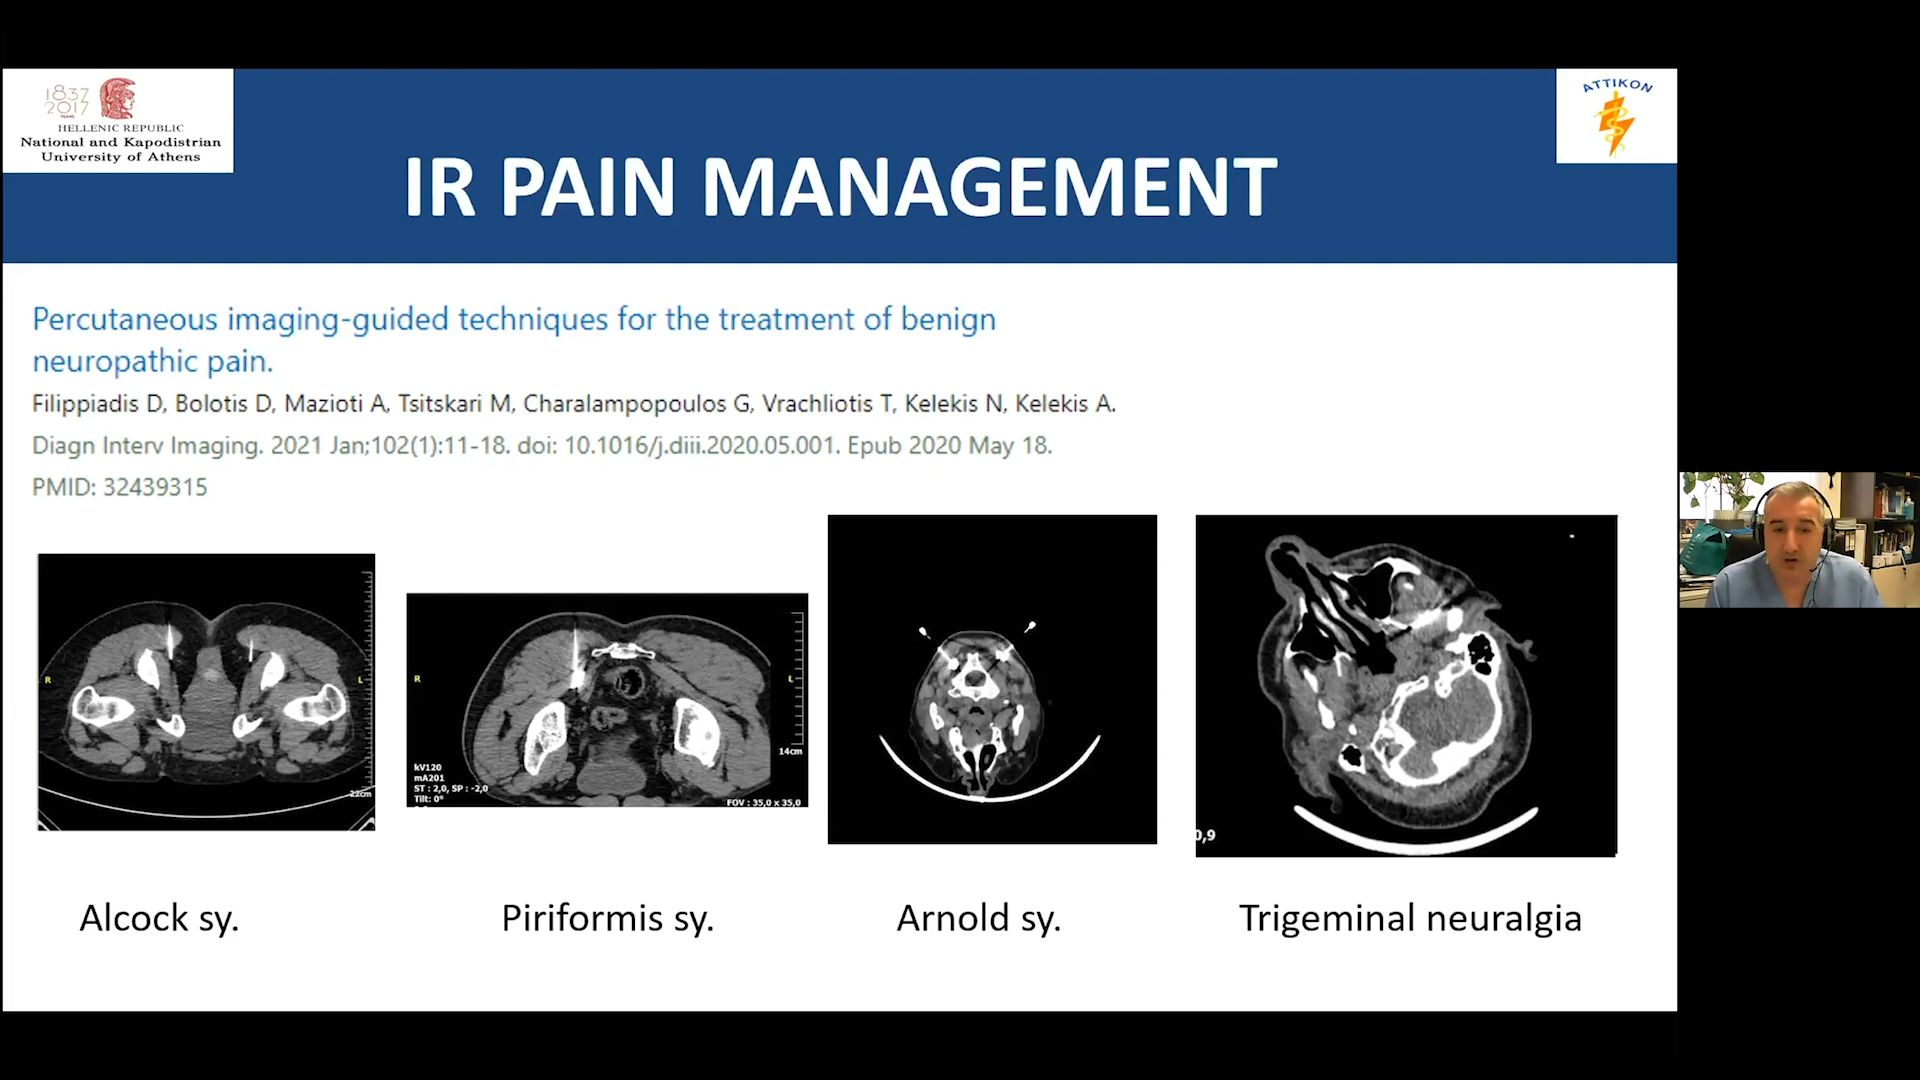 1837
2017
YEARS
HELLENIC REPUBLIC
National and Kapodistrian
University of Athens
ATTIKON
IR PAIN MANAGEMENT
Percutaneous imaging-guided techniques for the treatment of benign
neuropathic pain.
Filippiadis D, Bolotis D, Mazioti A, Tsitskari M, Charalampopoulos G, Vrachliotis T, Kelekis N, Kelekis A.
Diagn Interv Imaging. 2021 Jan;102(1):11-18. doi: 10.1016/j.diii.2020.05.001. Epub 2020 May 18.
PMID: 32439315
R
L
22cm
R
L
14cm
kV120
mA201
ST : 2,0, SP : -2,0
Tilt: 0°
FOV : 35,0 x 35,0
0,9
Alcock sy.
Piriformis sy.
Arnold sy.
Trigeminal neuralgia